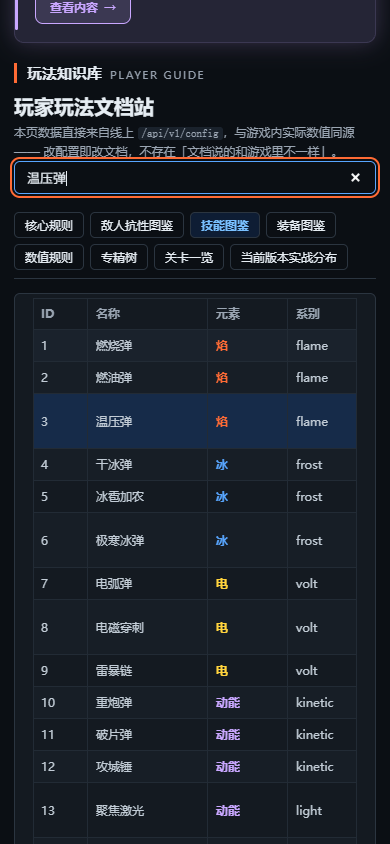 查看内容 →
玩法知识库 PLAYER GUIDE
玩家玩法文档站
本页数据直接来自线上 /api/v1/config，与游戏内实际数值同源
—— 改配置即改文档，不存在「文档说的和游戏里不一样」。
温压弹 ×
核心规则 敌人抗性图鉴 技能图鉴 装备图鉴
数值规则 专精树 关卡一览 当前版本实战分布
ID 名称 元素 系别
1 燃烧弹 焰 flame
2 燃油弹 焰 flame
3 温压弹 焰 flame
4 干冰弹 冰 frost
5 冰雹加农 冰 frost
6 极寒冰弹 冰 frost
7 电弧弹 电 volt
8 电磁穿刺 电 volt
9 雷暴链 电 volt
10 重炮弹 动能 kinetic
11 破片弹 动能 kinetic
12 攻城锤 动能 kinetic
13 聚焦激光 动能 light